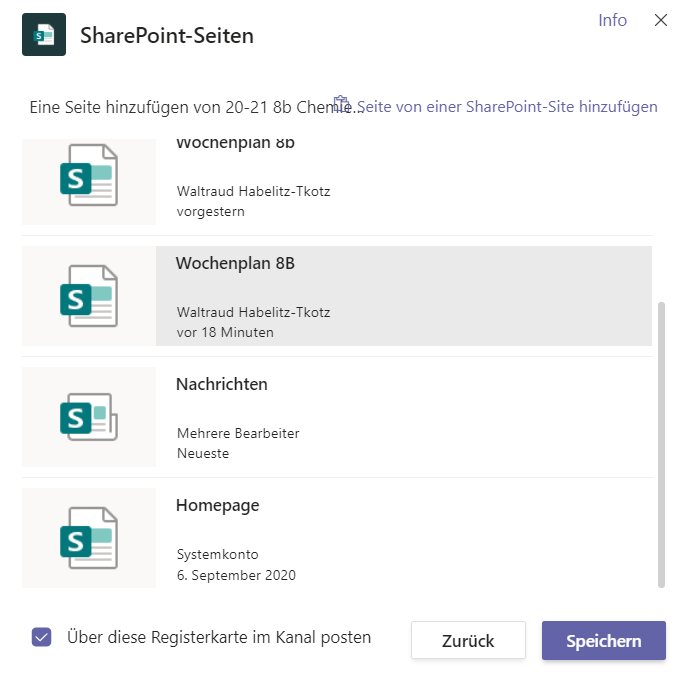 Info
SharePoint-Seiten
Eine Seite hinzufügen von 20-21 8b Chemie... Seite von einer SharePoint-Site hinzufügen
Wochenplan 8b
Waltraud Habelitz-Tkotz
vorgestern
Wochenplan 8B
Waltraud Habelitz-Tkotz
vor 18 Minuten
Nachrichten
Mehrere Bearbeiter
Neueste
Homepage
Systemkonto
6. September 2020
Über diese Registerkarte im Kanal posten
Zurück
Speichern